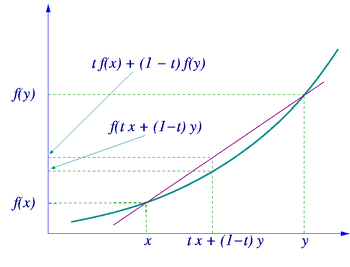 t f(x) + (1 − t) f(y)
f(y)
f(t x + (1−t) y)
f(x)
x
t x + (1−t) y
y